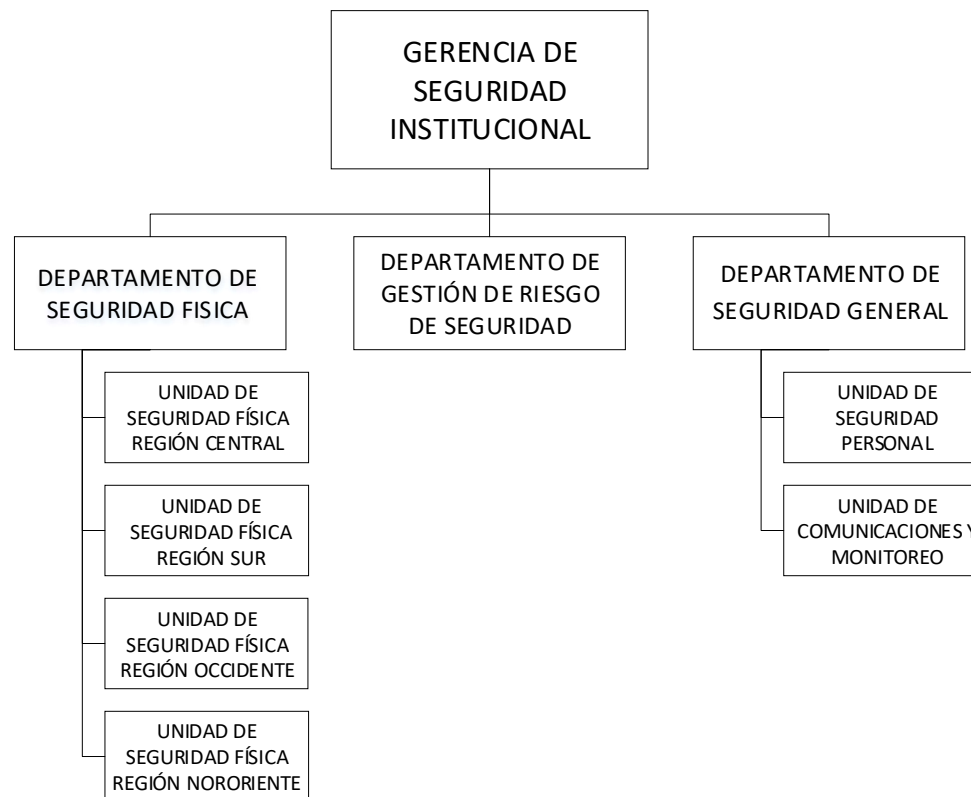 GERENCIA DE
SEGURIDAD
INSTITUCIONAL
DEPARTAMENTO DE
SEGURIDAD FISICA
DEPARTAMENTO DE
GESTIÓN DE RIESGO
DE SEGURIDAD
DEPARTAMENTO DE
SEGURIDAD GENERAL
UNIDAD DE
SEGURIDAD FÍSICA
REGIÓN CENTRAL
UNIDAD DE
SEGURIDAD FÍSICA
REGIÓN SUR
UNIDAD DE
SEGURIDAD FÍSICA
REGIÓN OCCIDENTE
UNIDAD DE
SEGURIDAD FÍSICA
REGIÓN NORORIENTE
UNIDAD DE
SEGURIDAD
PERSONAL
UNIDAD DE
COMUNICACIONES Y
MONITOREO